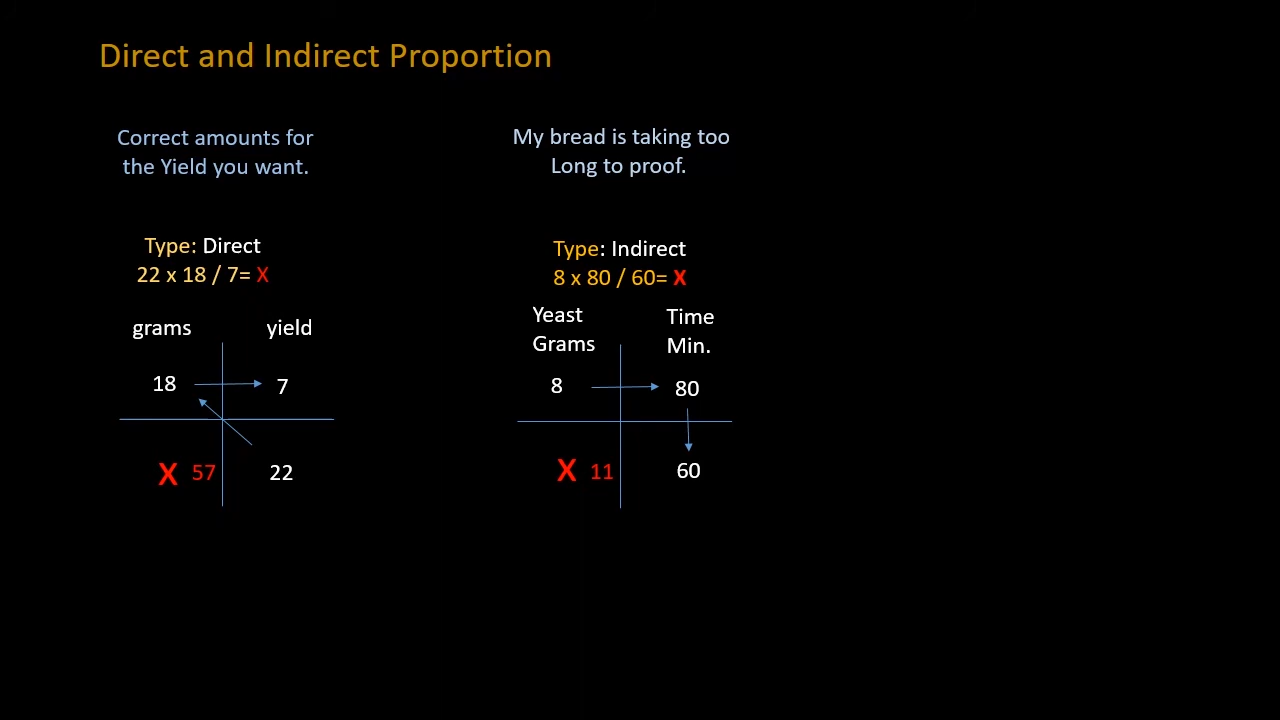 Direct and Indirect Proportion
Correct amounts for
the Yield you want.
Type: Direct
22 x 18 / 7= X
grams yield
18 7
X 57 22
My bread is taking too
Long to proof.
Type: Indirect
8 x 80 / 60= X
Yeast Time
Grams Min.
8 80
X 11 60